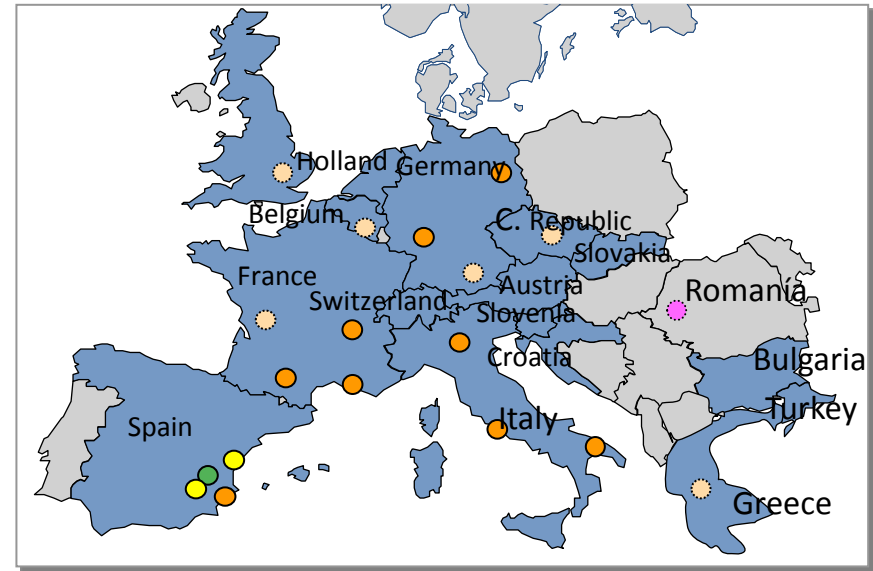 Holland
Germany
Belgium
C. Republic
Slovakia
France
Austria
Romanía
Switzerland
Slovenia
Croatia
Bulgaria
Turkey
Italy
Spain
Greece